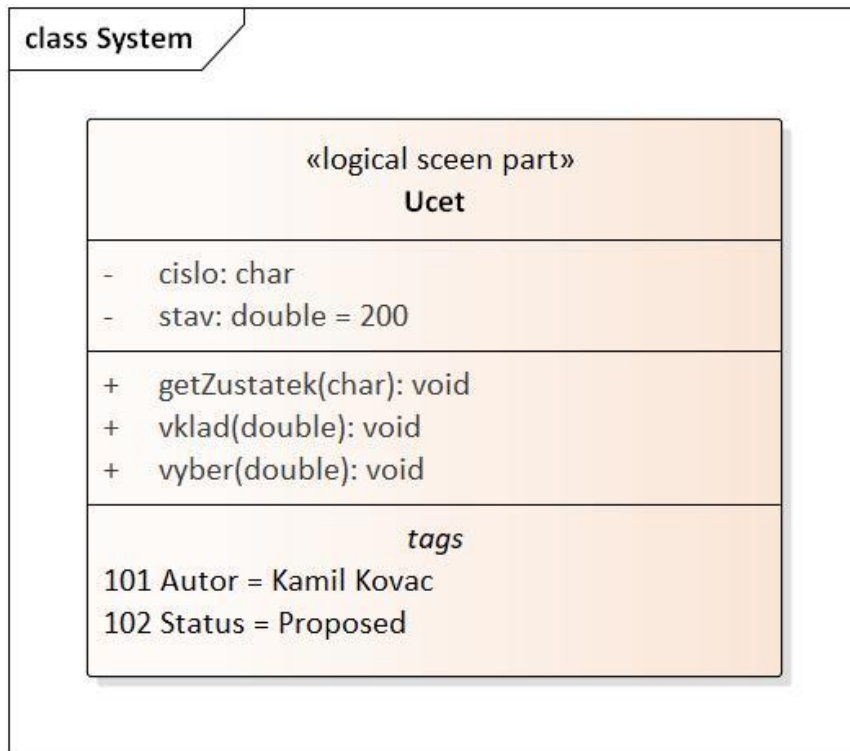 class System
«logical sceen part»
Ucet
- cislo: char
- stav: double = 200
+ getZustatek(char): void
+ vklad(double): void
+ vyber(double): void
tags
101 Autor = Kamil Kovac
102 Status = Proposed